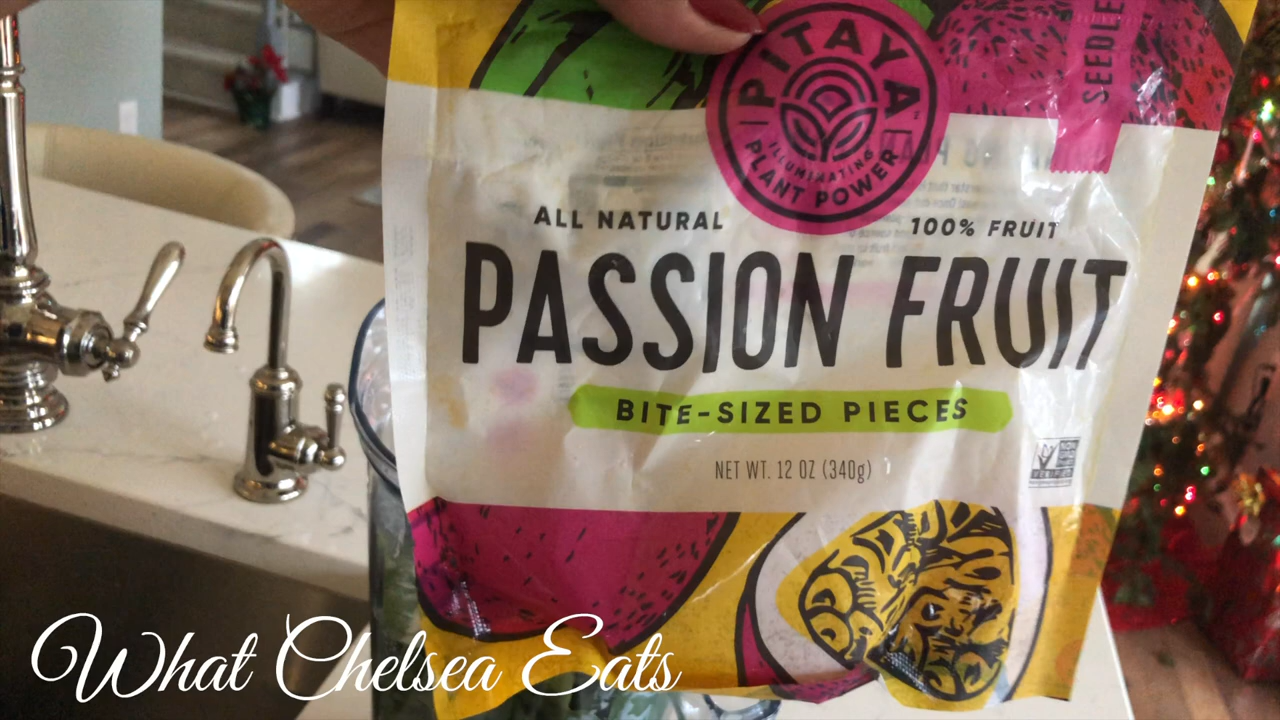 PITAYA
ILLUMINATING
PLANT POWER
SEEDLE
ALL NATURAL
100% FRUIT
PASSION FRUIT
BITE-SIZED PIECES
NET WT. 12 OZ (340g)
What Chelsea Eats